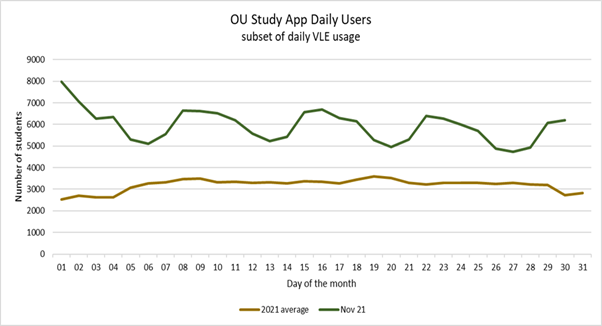 OU Study App Daily Users
subset of daily VLE usage
Number of students
9000
8000
7000
6000
5000
4000
3000
2000
1000
0
01 02 03 04 05 06 07 08 09 10 11 12 13 14 15 16 17 18 19 20 21 22 23 24 25 26 27 28 29 30 31
Day of the month
2021 average Nov 21